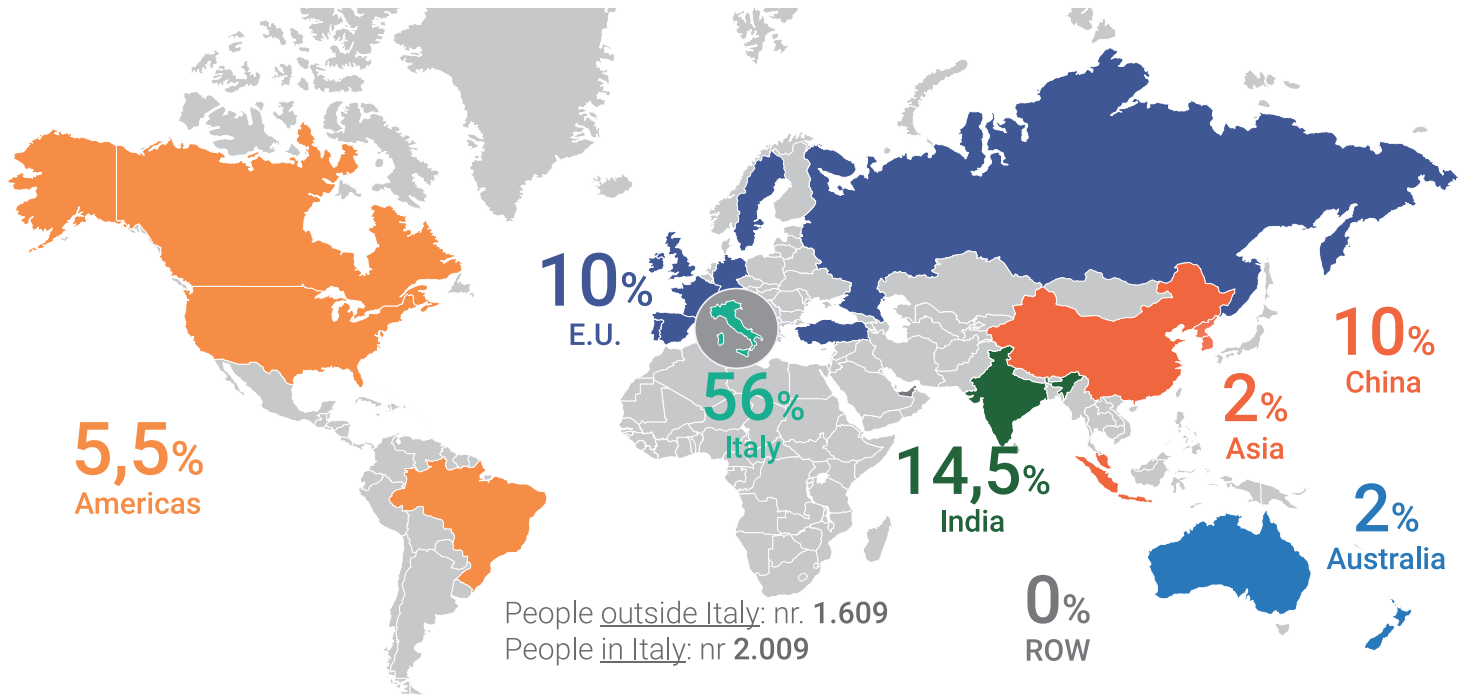 10%
E.U.
56%
Italy
5,5%
Americas
14,5%
India
10%
China
2%
Asia
2%
Australia
0%
ROW
People outside Italy: nr. 1.609
People in Italy: nr 2.009